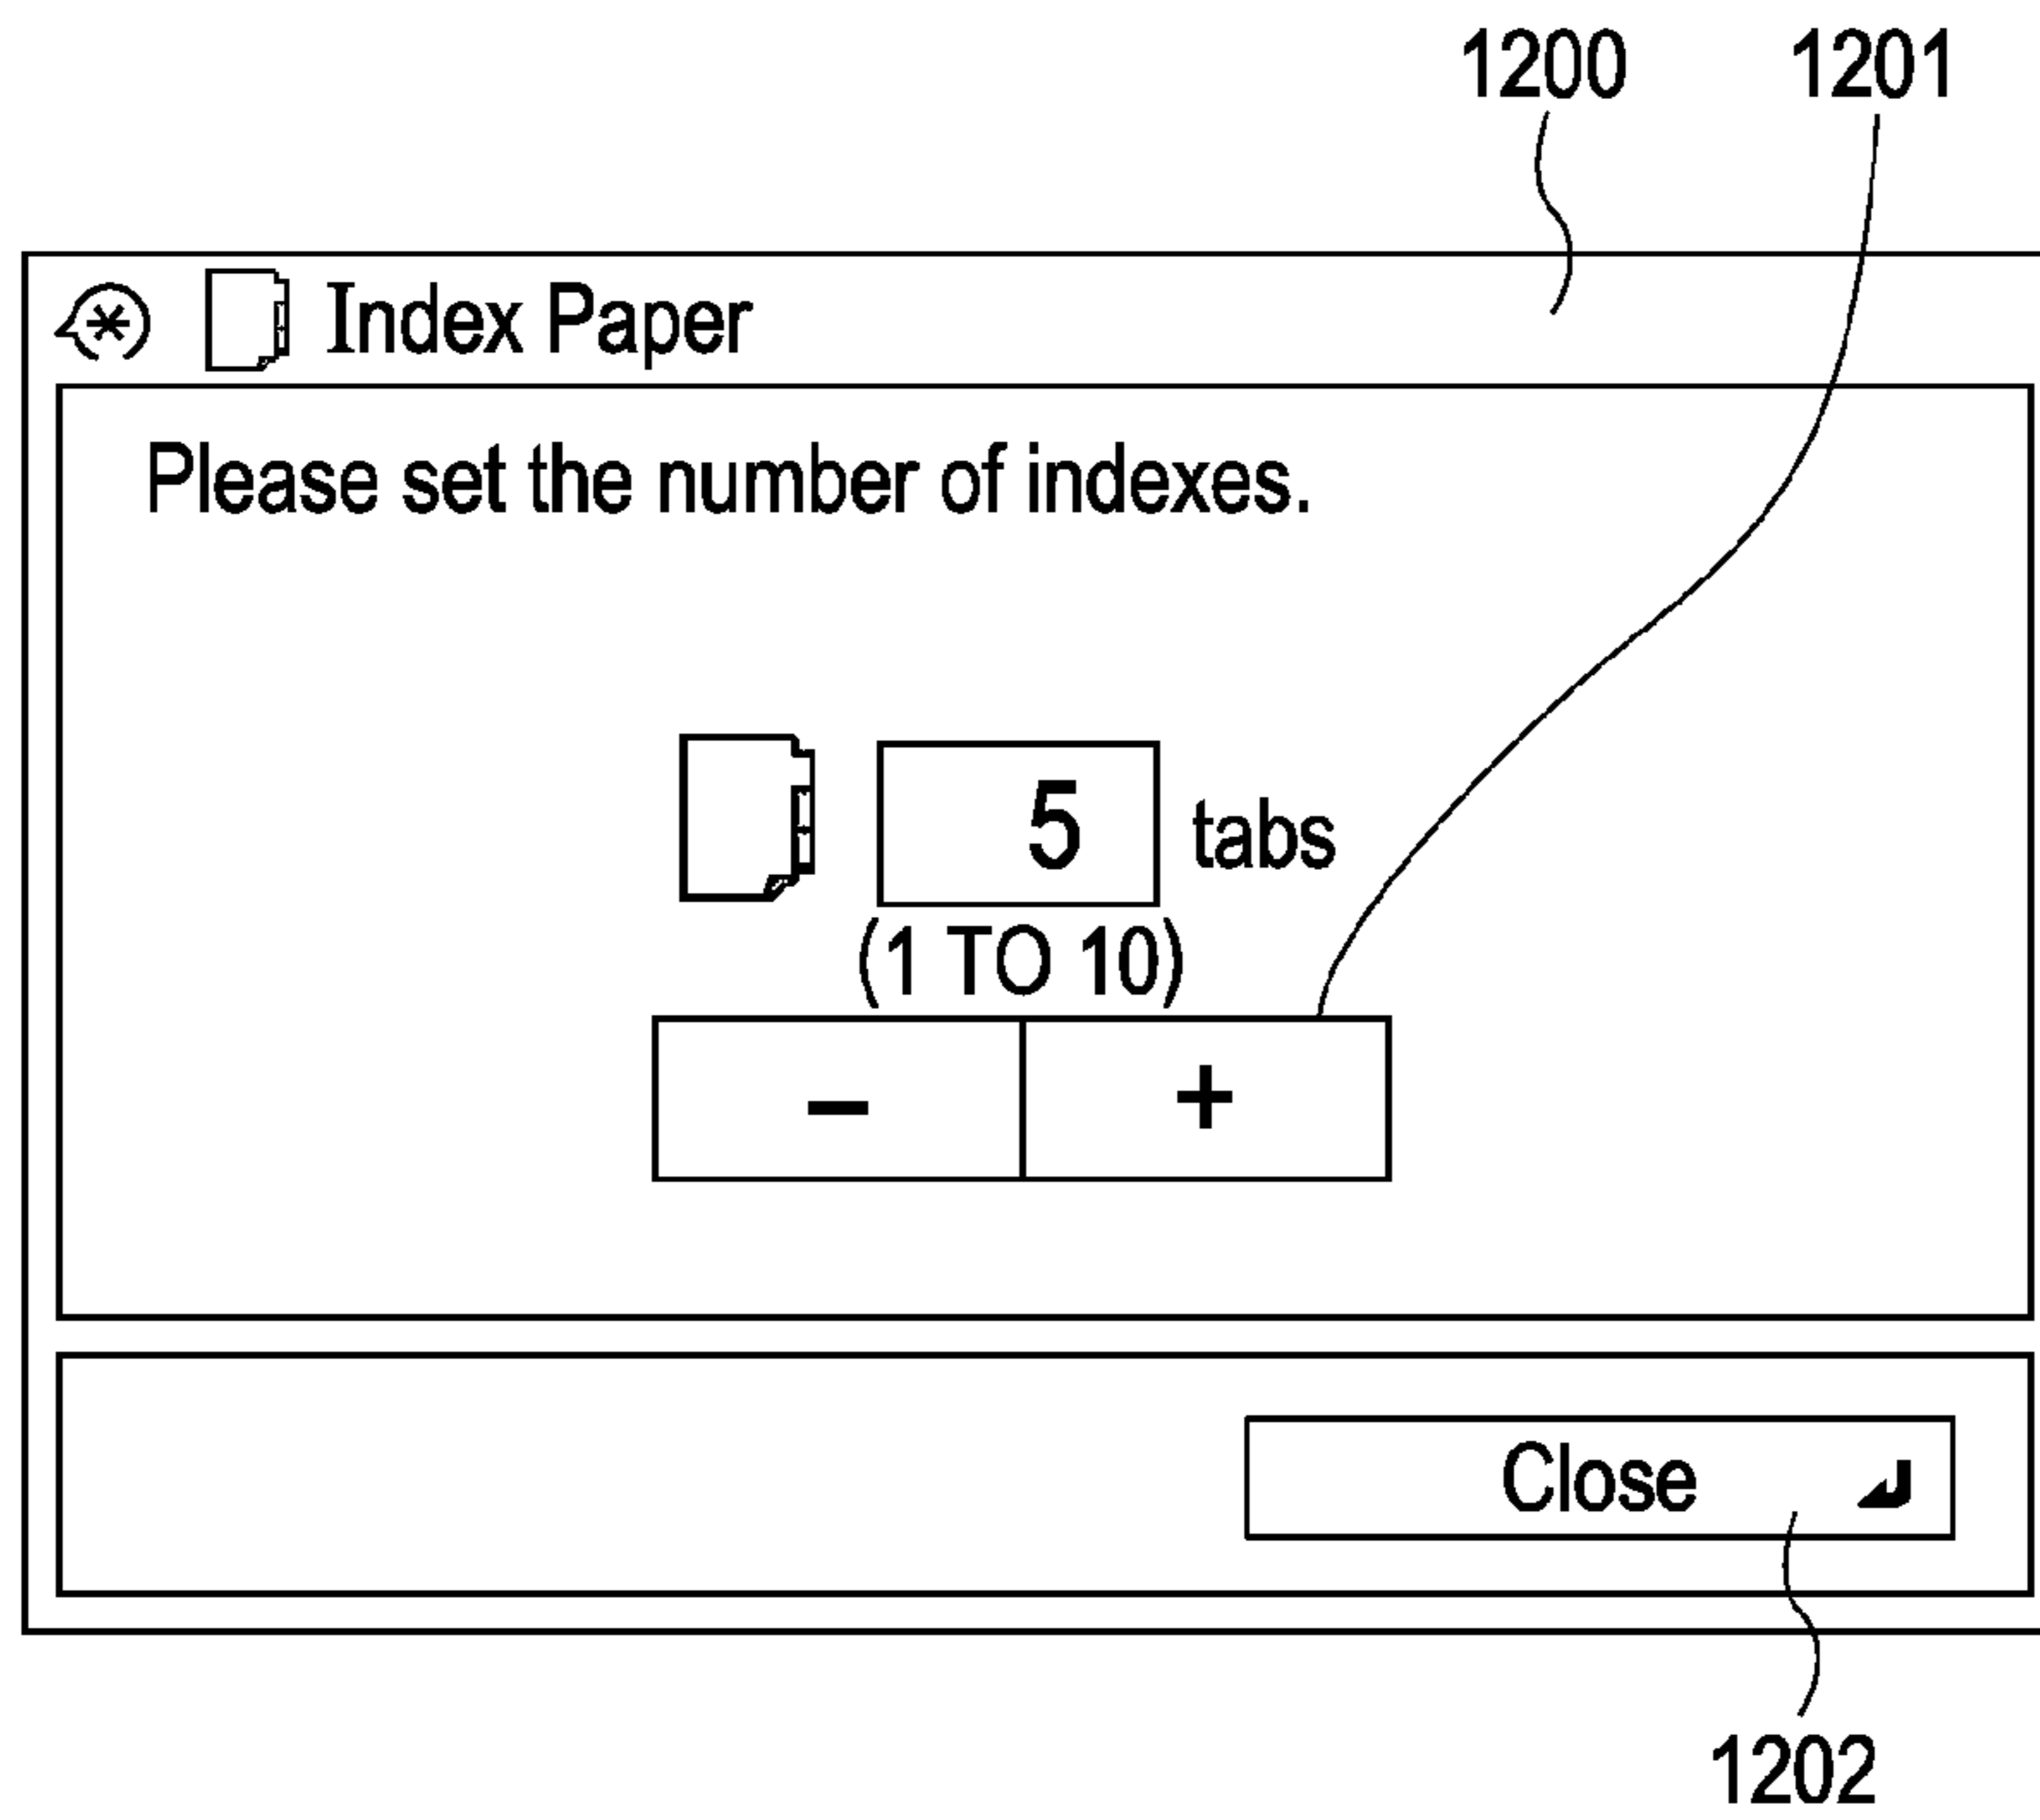 1200 1201
Index Paper
Please set the number of indexes.
5 tabs
(1 TO 10)
– +
Close
1202